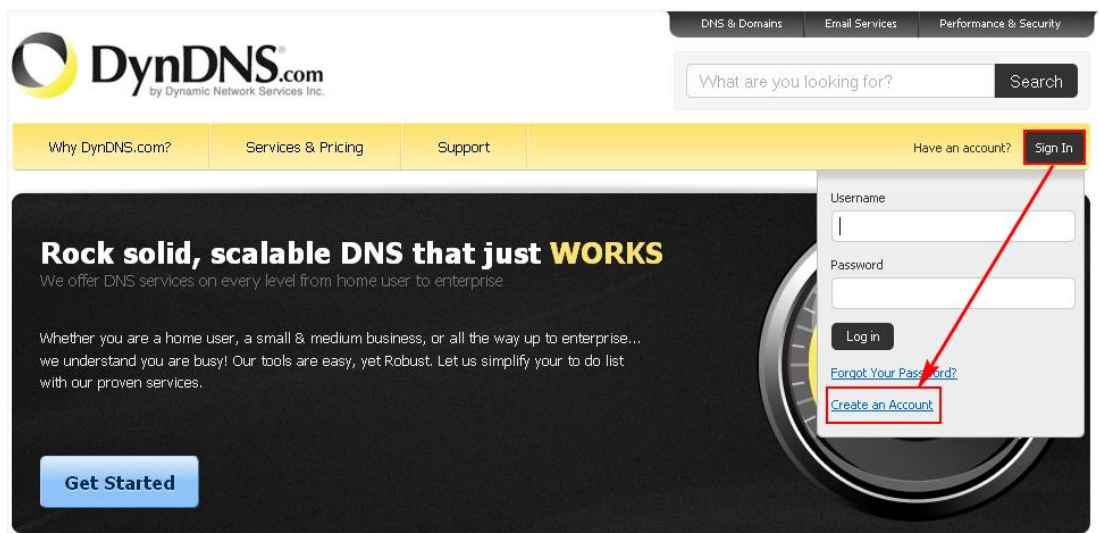 DNS & Domains Email Services Performance & Security
DynDNS.com
by Dynamic Network Services Inc.
What are you looking for? Search
Why DynDNS.com? Services & Pricing Support Have an account? Sign In
Username
Password
Log in
Forgot Your Password?
Create an Account
Rock solid, scalable DNS that just WORKS
We offer DNS services on every level from home user to enterprise
Whether you are a home user, a small & medium business, or all the way up to enterprise...
we understand you are busy! Our tools are easy, yet Robust. Let us simplify your to do list
with our proven services.
Get Started